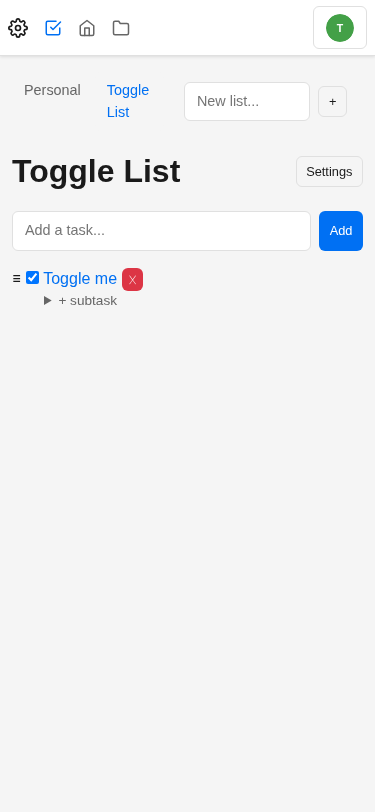 T
Personal
Toggle
List
New list...
+
Toggle List
Settings
Add a task...
Add
Toggle me X
+ subtask